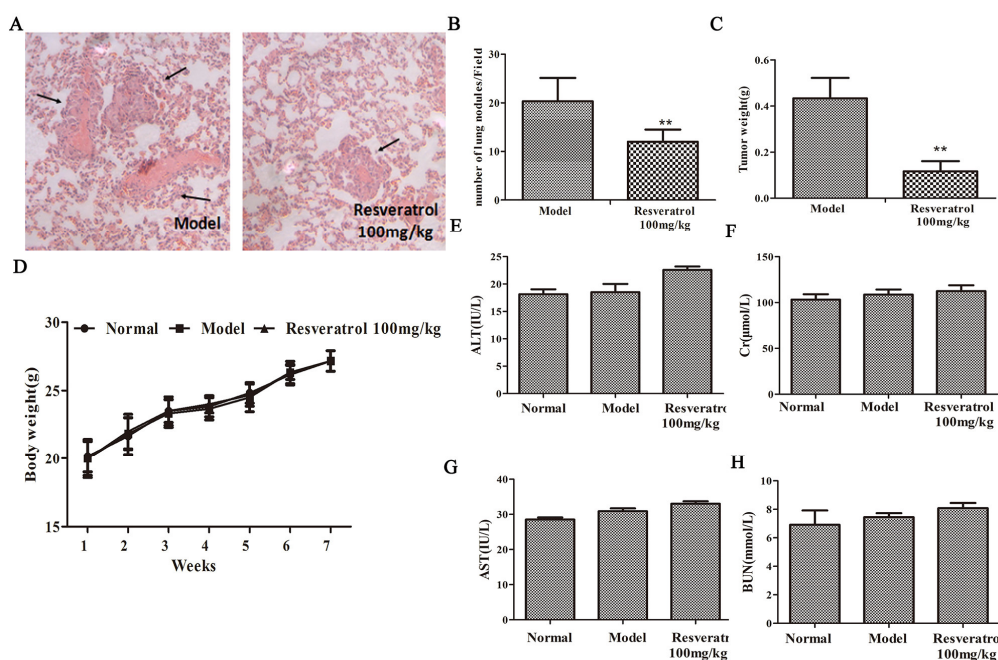 A
Model
Resveratrol
100mg/kg
B
number of lung nodules/Field
30
20
10
0
**
Model
Resveratrol
100mg/kg
C
Tumor weight(g)
0.6
0.4
0.2
0.0
**
Model
Resveratrol
100mg/kg
D
Body weight(g)
30
25
20
15
Normal
Model
Resveratrol 100mg/kg
1 2 3 4 5 6 7
Weeks
E
ALT(IU/L)
25
20
15
10
5
0
Normal
Model
Resveratrol
100mg/kg
F
Cr(μmol/L)
150
100
50
0
Normal
Model
Resveratrol
100mg/kg
G
AST(IU/L)
40
30
20
10
0
Normal
Model
Resveratrol
100mg/kg
H
BUN(mmol/L)
10
8
6
4
2
0
Normal
Model
Resveratrol
100mg/kg